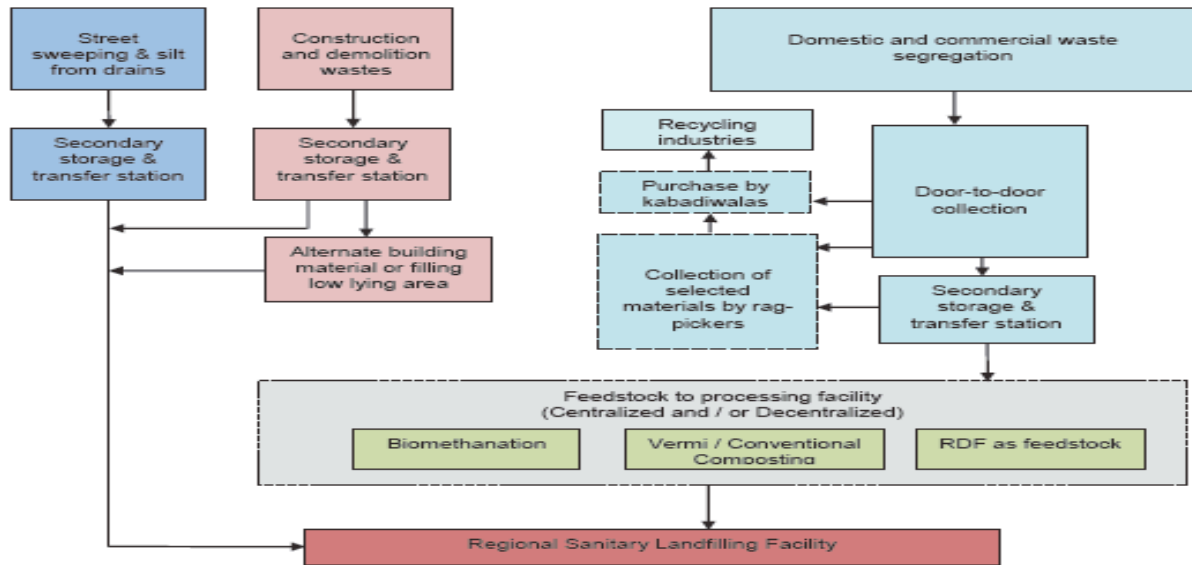 Street
sweeping & silt
from drains
Construction
and demolition
wastes
Domestic and commercial waste
segregation
Recycling
industries
Secondary
storage &
transfer station
Secondary
storage &
transfer station
Purchase by
kabadiwalas
Door-to-door
collection
Alternate building
material or filling
low lying area
Collection of
selected
materials by rag-
pickers
Secondary
storage &
transfer station
Feedstock to processing facility
(Centralized and / or Decentralized)
Biomethanation
Vermi / Conventional
Composting
RDF as feedstock
Regional Sanitary Landfilling Facility